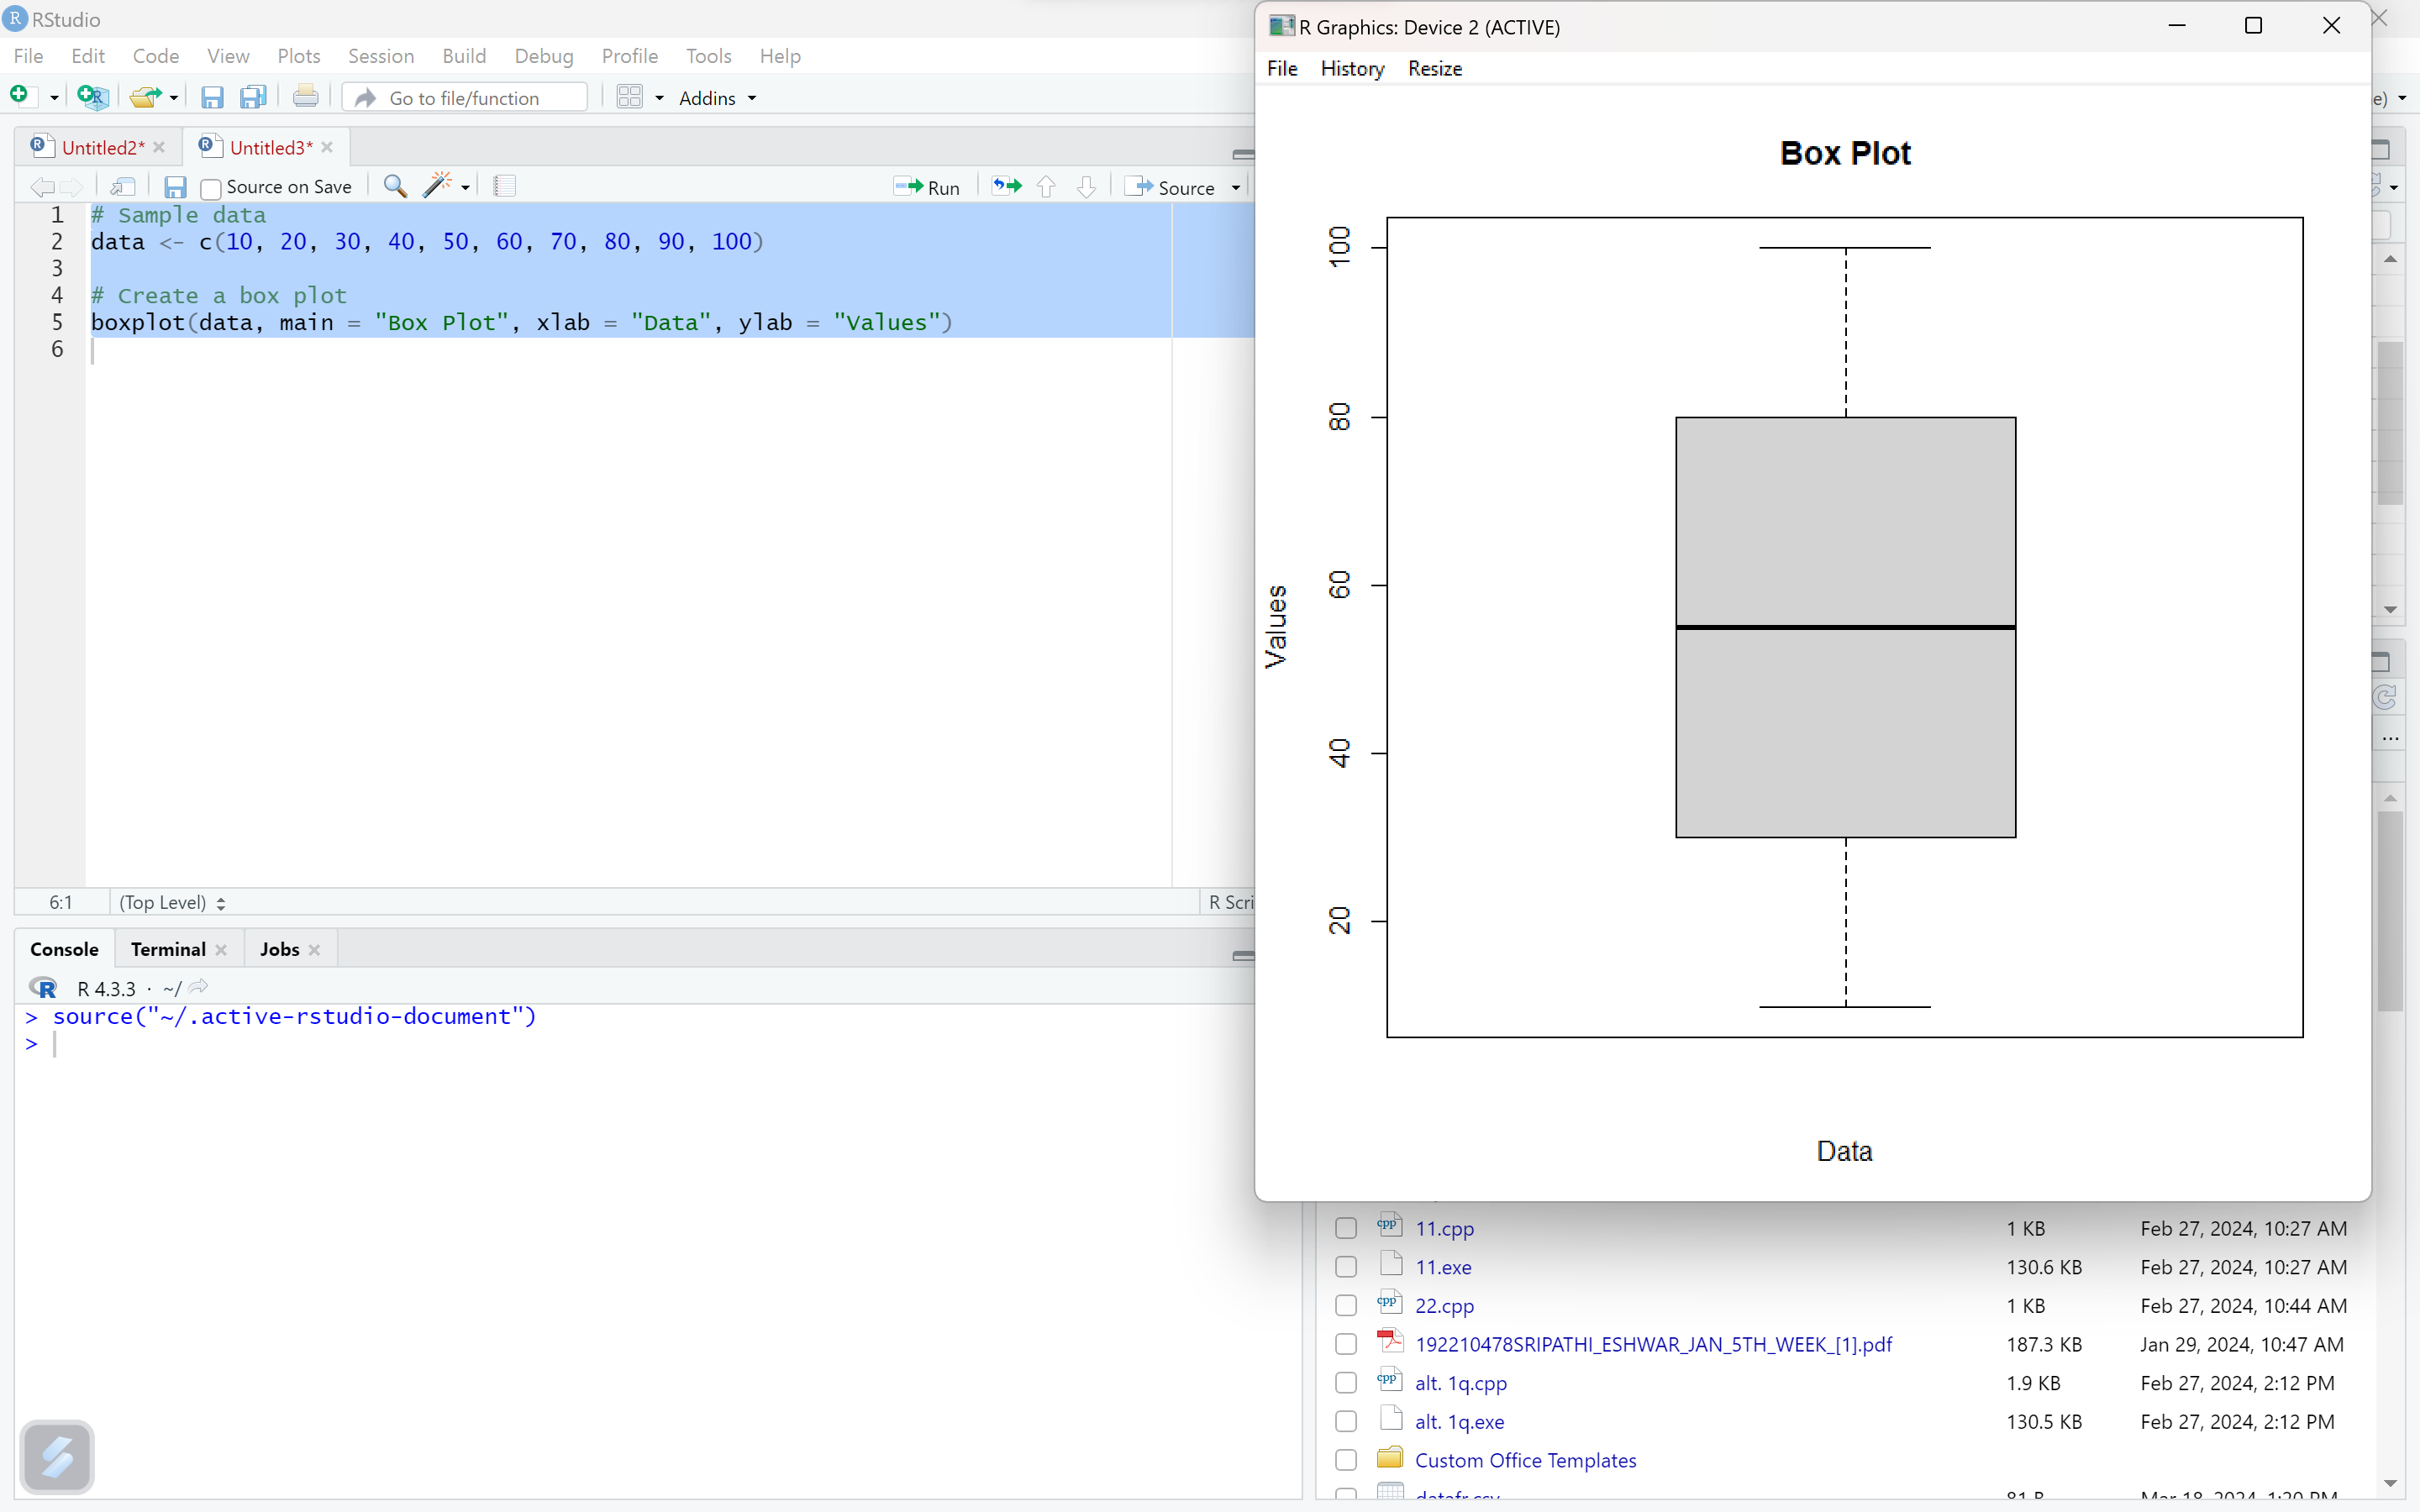 RStudio
File Edit Code View Plots Session Build Debug Profile Tools Help
Go to file/function Addins
Untitled2* Untitled3*
Source on Save Run Source
1 # Sample data
2 data <- c(10, 20, 30, 40, 50, 60, 70, 80, 90, 100)
3
4 # Create a box plot
5 boxplot(data, main = "Box Plot", xlab = "Data", ylab = "Values")
6
6:1 (Top Level) R Scri
Console Terminal Jobs
R 4.3.3 · ~/
> source("~/.active-rstudio-document")
>
R Graphics: Device 2 (ACTIVE)
File History Resize
e)
Box Plot
100
80
60
40
20
Values
Data
11.cpp 1 KB Feb 27, 2024, 10:27 AM
11.exe 130.6 KB Feb 27, 2024, 10:27 AM
22.cpp 1 KB Feb 27, 2024, 10:44 AM
192210478SRIPATHI_ESHWAR_JAN_5TH_WEEK_[1].pdf 187.3 KB Jan 29, 2024, 10:47 AM
alt. 1q.cpp 1.9 KB Feb 27, 2024, 2:12 PM
alt. 1q.exe 130.5 KB Feb 27, 2024, 2:12 PM
Custom Office Templates